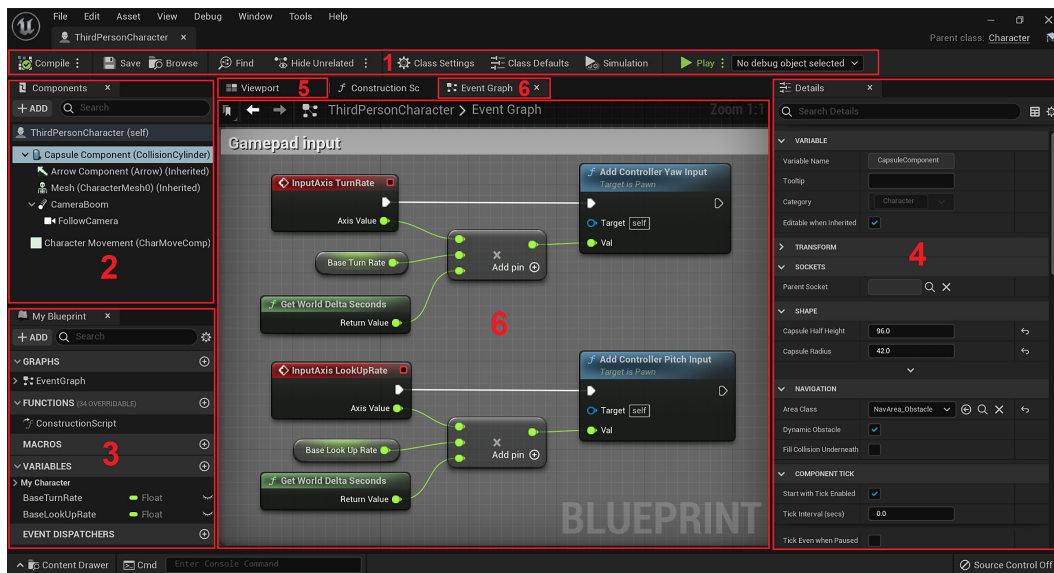 File Edit Asset View Debug Window Tools Help
ThirdPersonCharacter ×
Parent class: Character
Compile Save Browse Find Hide Unrelated 1 Class Settings Class Defaults Simulation Play No debug object selected
Components ×
+ ADD Search
ThirdPersonCharacter (self)
Capsule Component (CollisionCylinder)
Arrow Component (Arrow) (Inherited)
Mesh (CharacterMesh0) (Inherited)
CameraBoom
FollowCamera
Character Movement (CharMoveComp)
2
My Blueprint ×
+ ADD Search
GRAPHS
EventGraph
FUNCTIONS (34 OVERRIDABLE)
ConstructionScript
MACROS
3
VARIABLES
My Character
BaseTurnRate Float
BaseLookUpRate Float
EVENT DISPATCHERS
Viewport 5 Construction Sc Event Graph 6 ×
ThirdPersonCharacter > Event Graph Zoom 1:1
Gamepad input
InputAxis TurnRate
Axis Value
Base Turn Rate
Get World Delta Seconds
Return Value
Add pin
Add Controller Yaw Input
Target is Pawn
Target self
Val
6
InputAxis LookUpRate
Axis Value
Base Look Up Rate
Get World Delta Seconds
Return Value
Add pin
Add Controller Pitch Input
Target is Pawn
Target self
Val
BLUEPRINT
Details ×
Search Details
VARIABLE
Variable Name CapsuleComponent
Tooltip
Category Character
Editable when Inherited
TRANSFORM
4
SOCKETS
Parent Socket
SHAPE
Capsule Half Height 96.0
Capsule Radius 42.0
NAVIGATION
Area Class NavArea_Obstacle
Dynamic Obstacle
Fill Collision Underneath
COMPONENT TICK
Start with Tick Enabled
Tick Interval (secs) 0.0
Tick Even when Paused
Content Drawer Cmd Enter Console Command Source Control Off